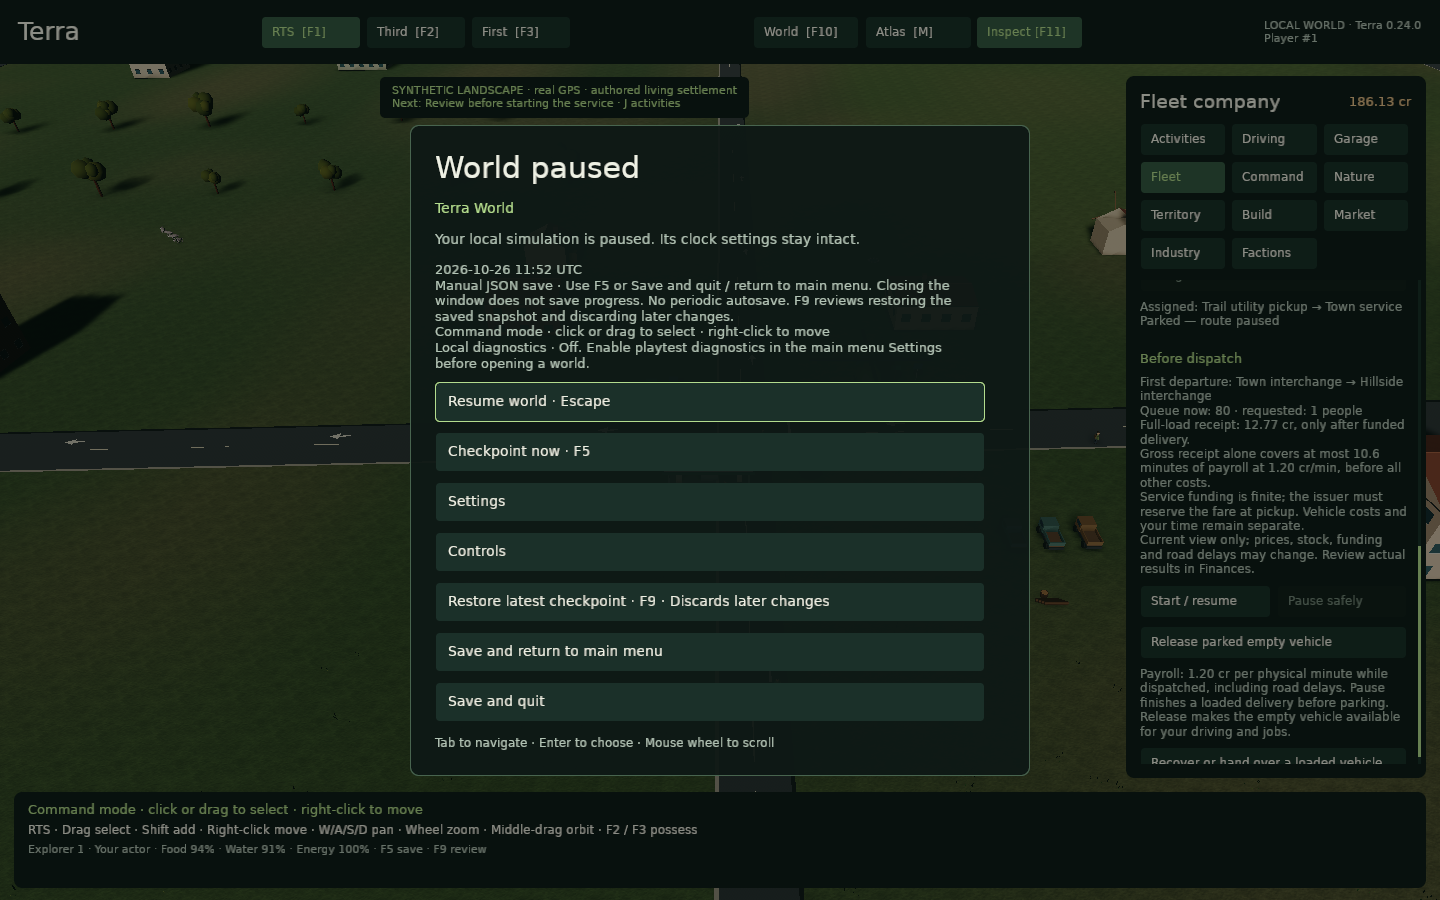 Terra
RTS [F1]
Third [F2]
First [F3]
World [F10]
Atlas [M]
Inspect [F11]
LOCAL WORLD · Terra 0.24.0
Player #1
SYNTHETIC LANDSCAPE · real GPS · authored living settlement
Next: Review before starting the service · J activities
World paused
Terra World
Your local simulation is paused. Its clock settings stay intact.
2026-10-26 11:52 UTC
Manual JSON save · Use F5 or Save and quit / return to main menu. Closing the
window does not save progress. No periodic autosave. F9 reviews restoring the
saved snapshot and discarding later changes.
Command mode · click or drag to select · right-click to move
Local diagnostics · Off. Enable playtest diagnostics in the main menu Settings
before opening a world.
Resume world · Escape
Checkpoint now · F5
Settings
Controls
Restore latest checkpoint · F9 · Discards later changes
Save and return to main menu
Save and quit
Tab to navigate · Enter to choose · Mouse wheel to scroll
Fleet company
186.13 cr
Activities
Driving
Garage
Fleet
Command
Nature
Territory
Build
Market
Industry
Factions
Assigned: Trail utility pickup → Town service
Parked — route paused
Before dispatch
First departure: Town interchange → Hillside
interchange
Queue now: 80 · requested: 1 people
Full-load receipt: 12.77 cr, only after funded
delivery.
Gross receipt alone covers at most 10.6
minutes of payroll at 1.20 cr/min, before all
other costs.
Service funding is finite; the issuer must
reserve the fare at pickup. Vehicle costs and
your time remain separate.
Current view only; prices, stock, funding
and road delays may change. Review actual
results in Finances.
Start / resume
Pause safely
Release parked empty vehicle
Payroll: 1.20 cr per physical minute while
dispatched, including road delays. Pause
finishes a loaded delivery before parking.
Release makes the empty vehicle available
for your driving and jobs.
Recover or hand over a loaded vehicle
Command mode · click or drag to select · right-click to move
RTS · Drag select · Shift add · Right-click move · W/A/S/D pan · Wheel zoom · Middle-drag orbit · F2 / F3 possess
Explorer 1 · Your actor · Food 94% · Water 91% · Energy 100% · F5 save · F9 review